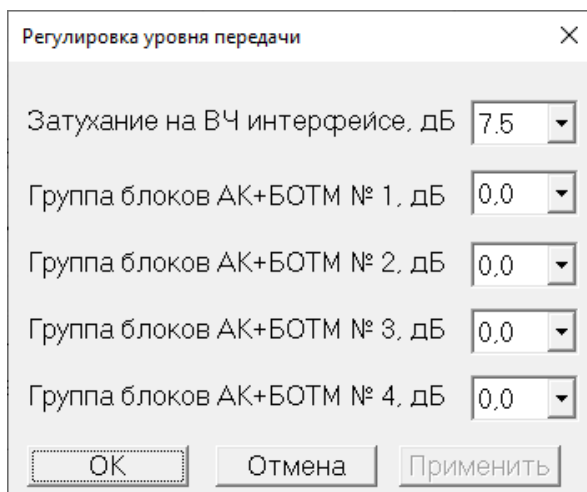 Регулировка уровня передачи
Затухание на ВЧ интерфейсе, дБ 7.5
Группа блоков АК+БОТМ № 1, дБ 0,0
Группа блоков АК+БОТМ № 2, дБ 0,0
Группа блоков АК+БОТМ № 3, дБ 0,0
Группа блоков АК+БОТМ № 4, дБ 0,0
ОК Отмена Применить